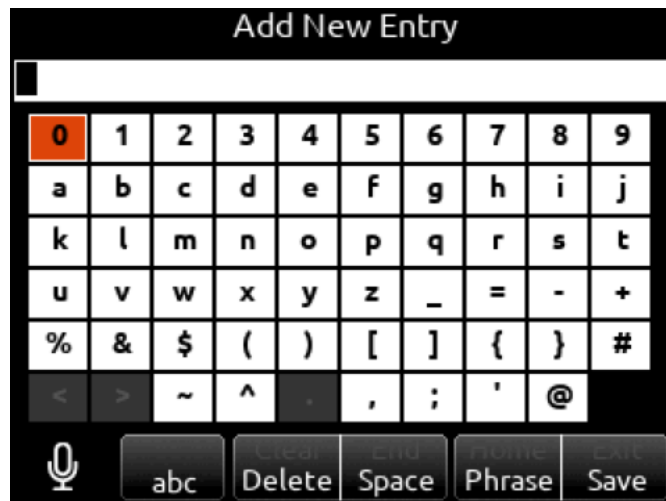 Add New Entry
0 1 2 3 4 5 6 7 8 9
a b c d e f g h i j
k l m n o p q r s t
u v w x y z _ = - +
% & $ ( ) [ ] { } #
< > ~ ^ . , ; ' @
Clear End Home Exit
abc Delete Space Phrase Save